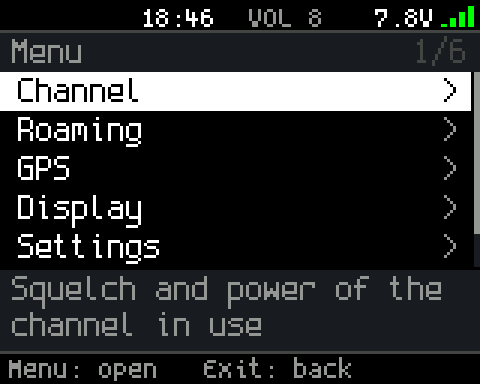 18:46 VOL 8 7.8V
Menu 1/6
Channel >
Roaming >
GPS >
Display >
Settings >
Squelch and power of the
channel in use
Menu: open Exit: back